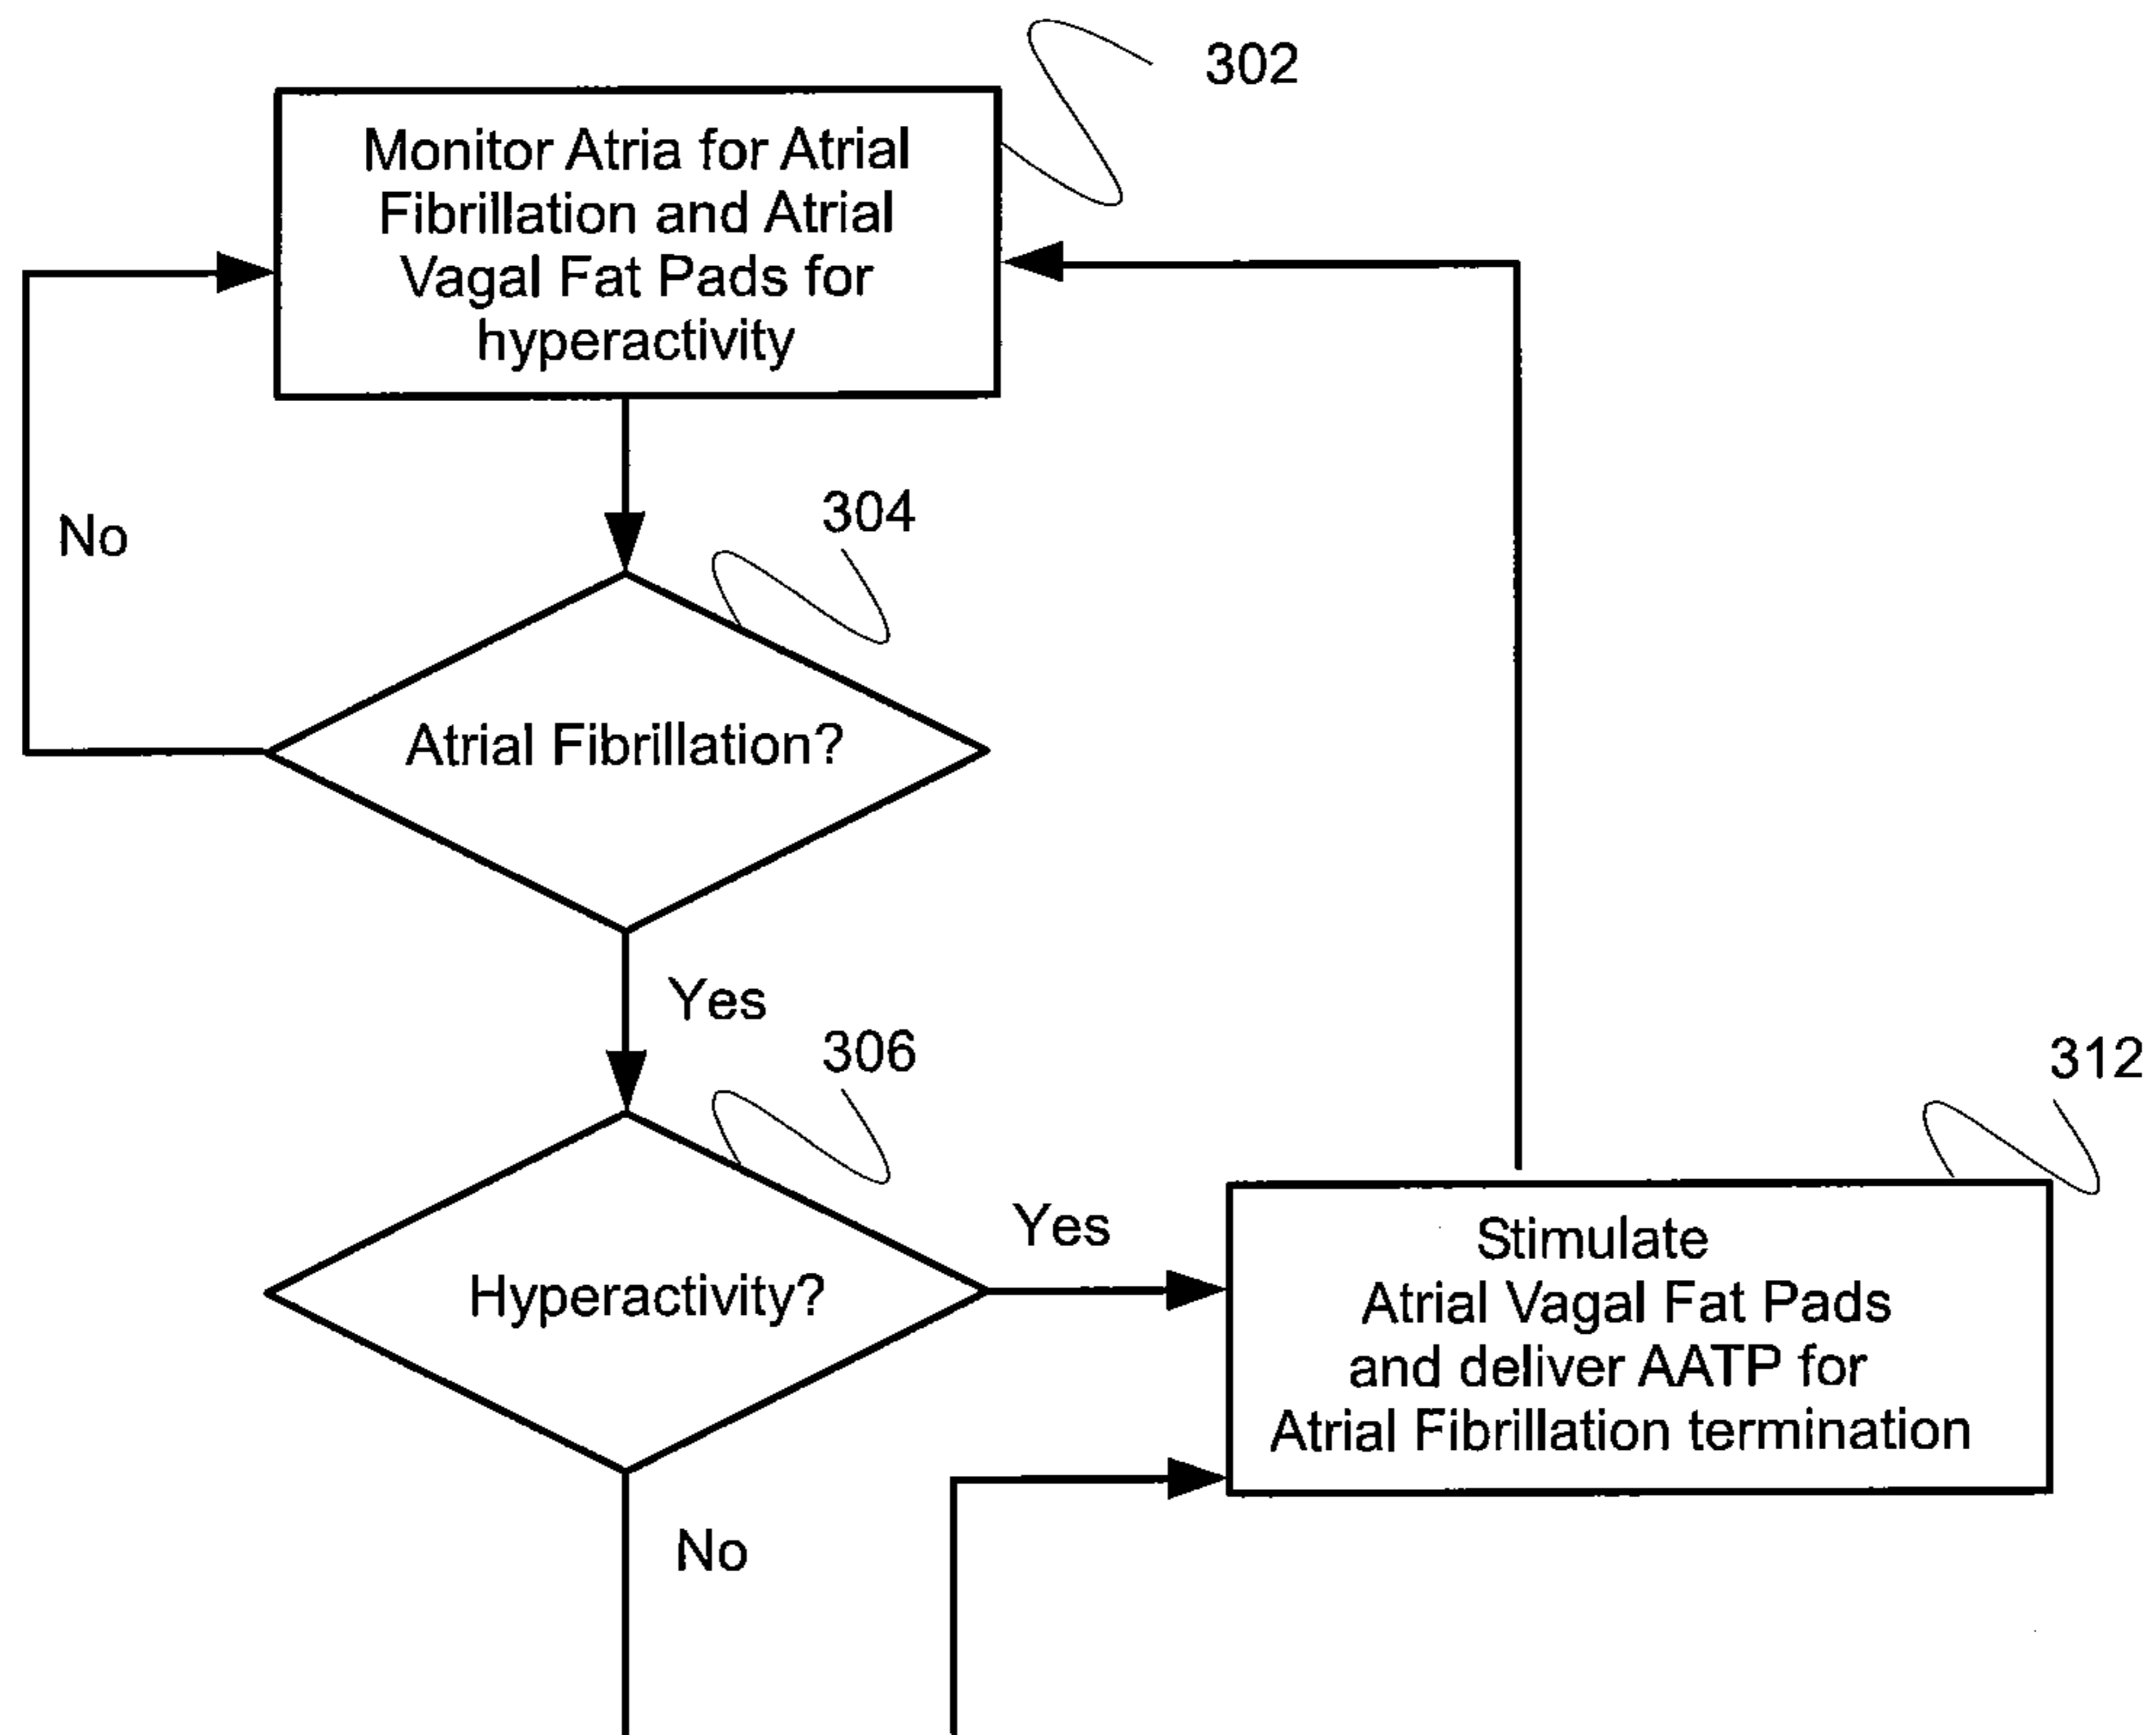 302
Monitor Atria for Atrial
Fibrillation and Atrial
Vagal Fat Pads for
hyperactivity
No
304
Atrial Fibrillation?
Yes
306
312
Hyperactivity?
Yes
Stimulate
Atrial Vagal Fat Pads
and deliver AATP for
Atrial Fibrillation termination
No